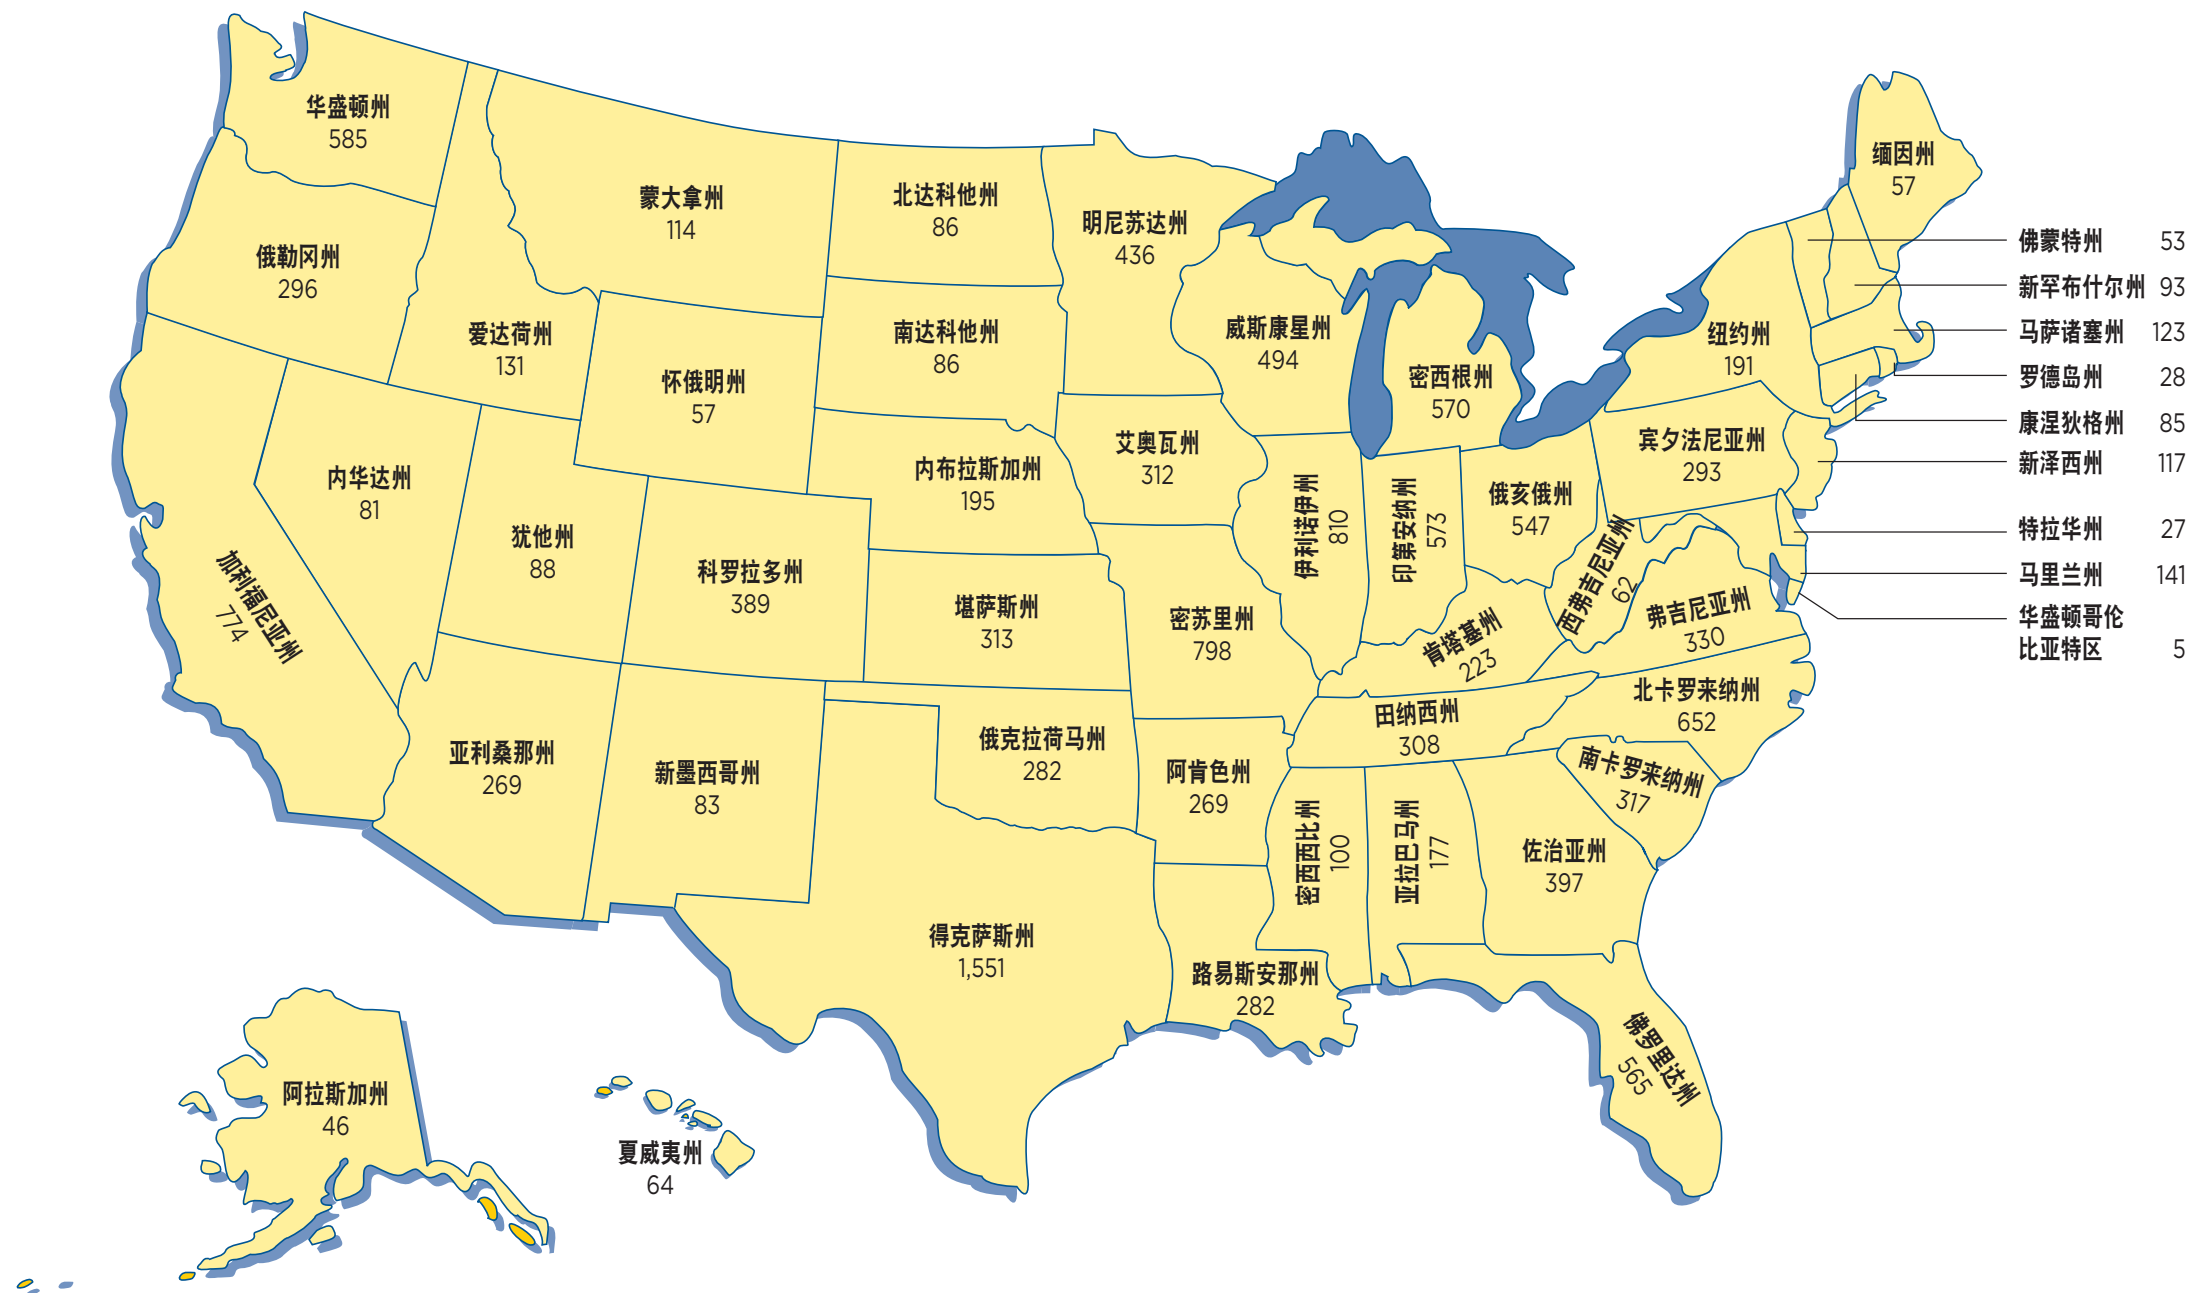 华盛顿州
585
俄勒冈州
296
加利福尼亚州
774
内华达州
81
爱达荷州
131
蒙大拿州
114
怀俄明州
57
犹他州
88
科罗拉多州
389
亚利桑那州
269
新墨西哥州
83
北达科他州
86
南达科他州
86
内布拉斯加州
195
堪萨斯州
313
俄克拉荷马州
282
得克萨斯州
1,551
明尼苏达州
436
艾奥瓦州
312
密苏里州
798
阿肯色州
269
路易斯安那州
282
威斯康星州
494
伊利诺伊州
810
密西根州
570
印第安纳州
573
俄亥俄州
547
肯塔基州
223
田纳西州
308
密西西比州
100
亚拉巴马州
177
佐治亚州
397
佛罗里达州
565
南卡罗来纳州
317
北卡罗来纳州
652
弗吉尼亚州
330
西弗吉尼亚州
62
宾夕法尼亚州
293
纽约州
191
缅因州
57
佛蒙特州 53
新罕布什尔州 93
马萨诸塞州 123
罗德岛州 28
康涅狄格州 85
新泽西州 117
特拉华州 27
马里兰州 141
华盛顿哥伦
比亚特区 5
阿拉斯加州
46
夏威夷州
64